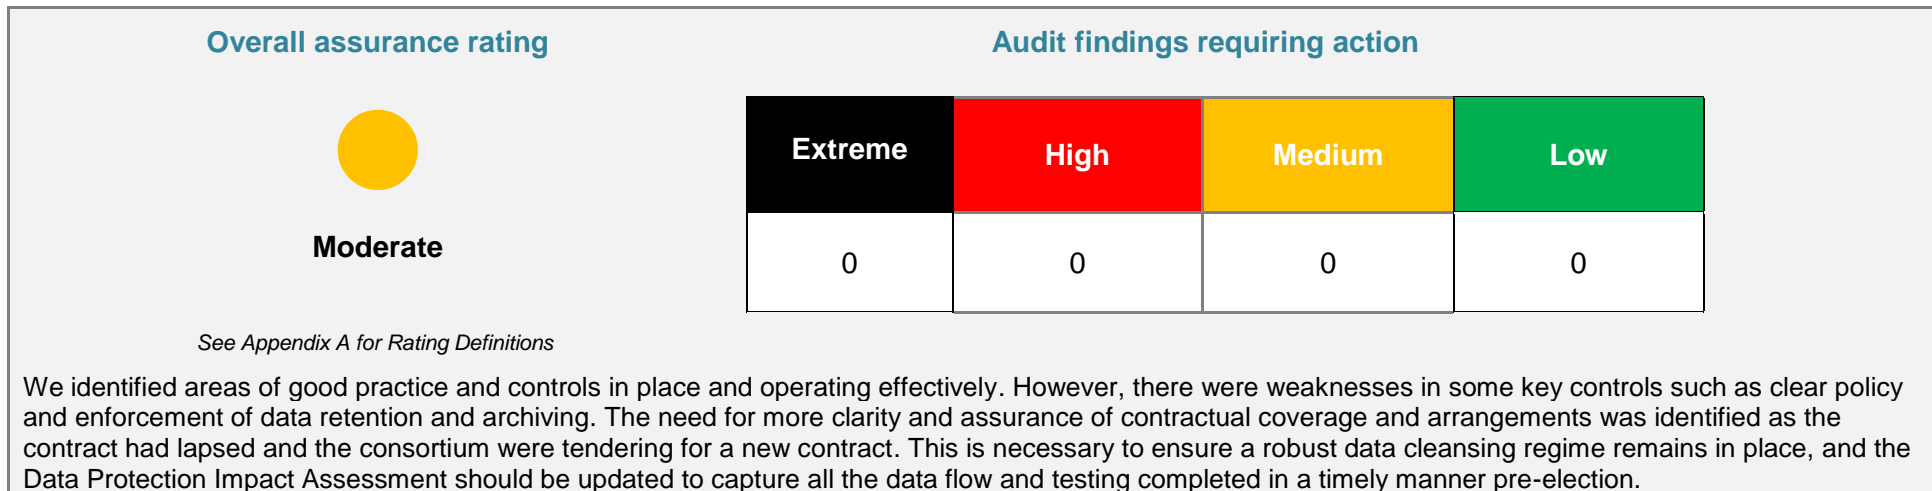 Overall assurance rating
Audit findings requiring action
Extreme
High
Medium
Low
Moderate
0
0
0
0
See Appendix A for Rating Definitions
We identified areas of good practice and controls in place and operating effectively. However, there were weaknesses in some key controls such as clear policy
and enforcement of data retention and archiving. The need for more clarity and assurance of contractual coverage and arrangements was identified as the
contract had lapsed and the consortium were tendering for a new contract. This is necessary to ensure a robust data cleansing regime remains in place, and the
Data Protection Impact Assessment should be updated to capture all the data flow and testing completed in a timely manner pre-election.